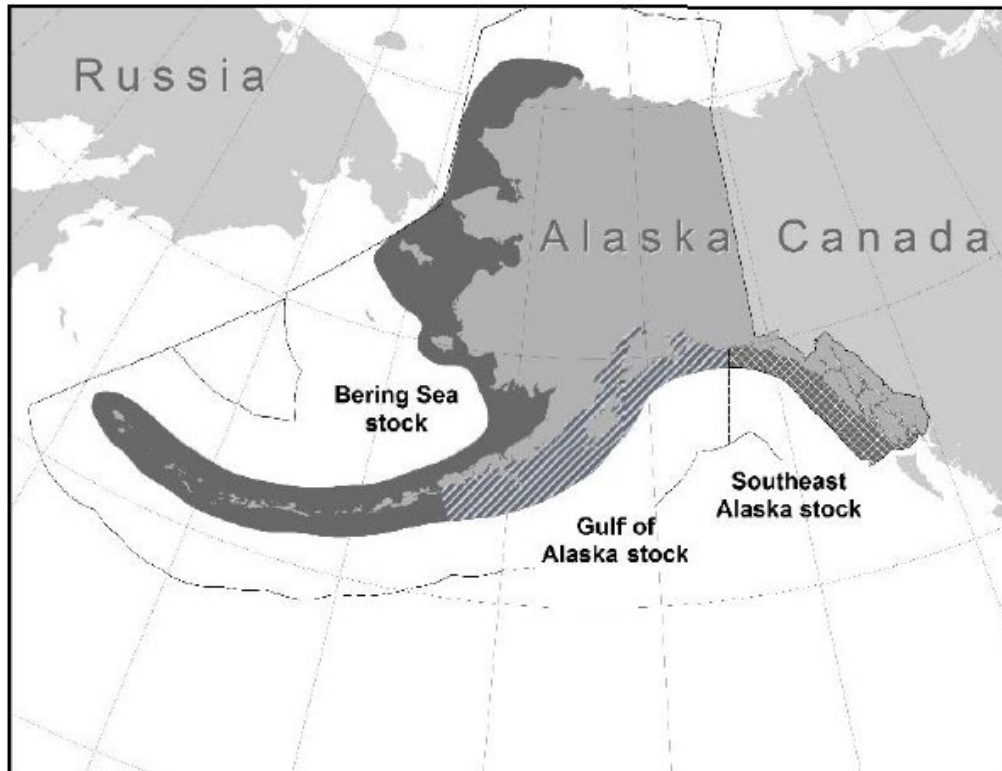 Russia
Alaska Canada
Bering Sea
stock
Southeast
Alaska stock
Gulf of
Alaska stock